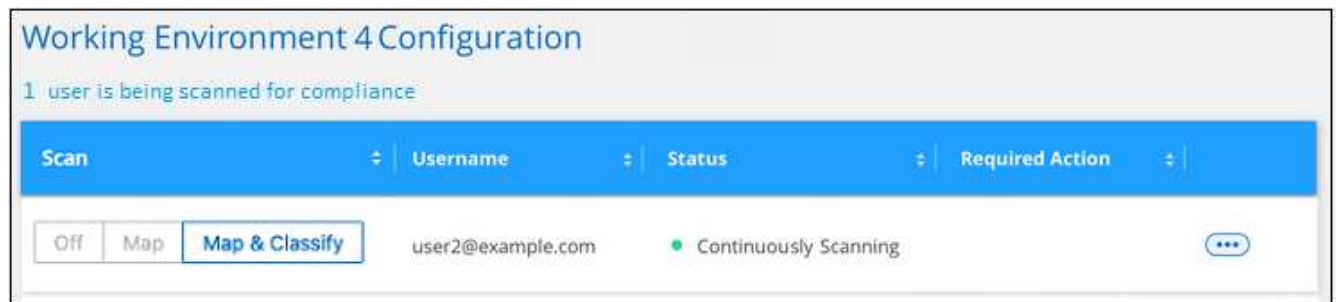 Working Environment 4 Configuration
1 user is being scanned for compliance
Scan Username Status Required Action
Off Map Map & Classify user2@example.com Continuously Scanning